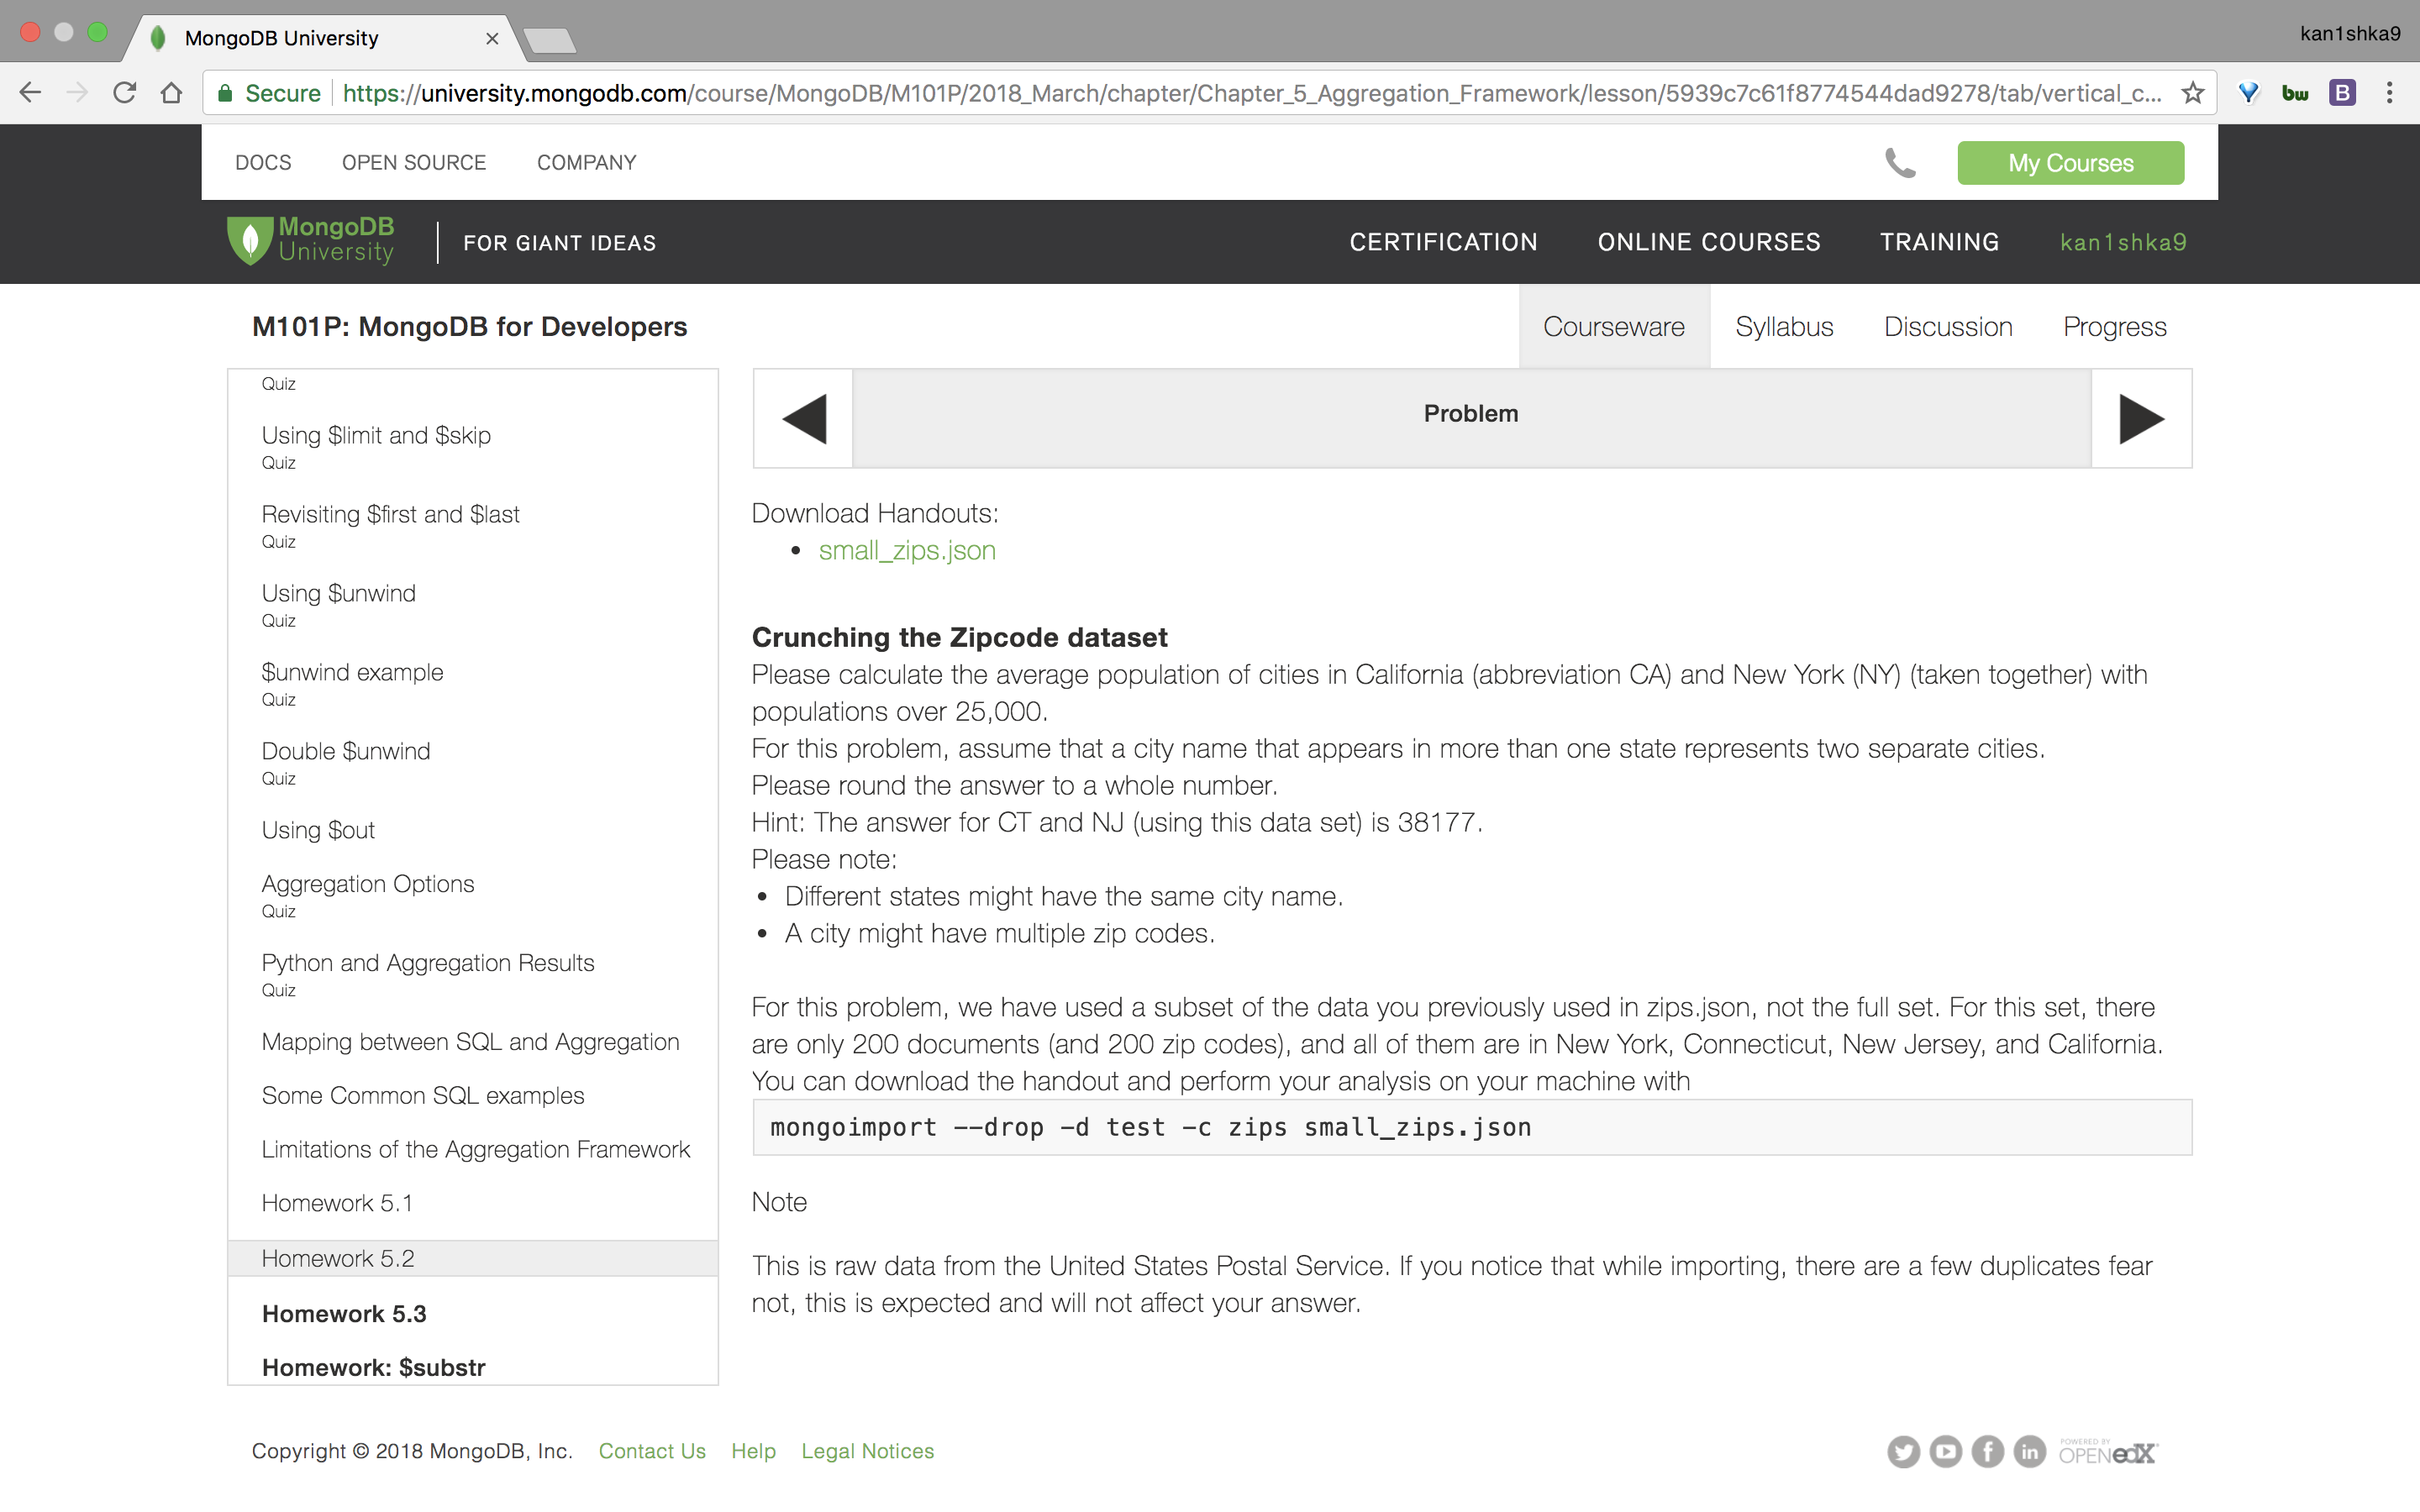 MongoDB University
kan1shka9
Secure https://university.mongodb.com/course/MongoDB/M101P/2018_March/chapter/Chapter_5_Aggregation_Framework/lesson/5939c7c61f8774544dad9278/tab/vertical_c...
bw
B
DOCS OPEN SOURCE COMPANY
My Courses
MongoDB
University
FOR GIANT IDEAS
CERTIFICATION ONLINE COURSES TRAINING kan1shka9
M101P: MongoDB for Developers
Courseware Syllabus Discussion Progress
Quiz
Using $limit and $skip
Quiz
Revisiting $first and $last
Quiz
Using $unwind
Quiz
$unwind example
Quiz
Double $unwind
Quiz
Using $out
Aggregation Options
Quiz
Python and Aggregation Results
Quiz
Mapping between SQL and Aggregation
Some Common SQL examples
Limitations of the Aggregation Framework
Homework 5.1
Homework 5.2
Homework 5.3
Homework: $substr
Problem
Download Handouts:
• small_zips.json
Crunching the Zipcode dataset
Please calculate the average population of cities in California (abbreviation CA) and New York (NY) (taken together) with
populations over 25,000.
For this problem, assume that a city name that appears in more than one state represents two separate cities.
Please round the answer to a whole number.
Hint: The answer for CT and NJ (using this data set) is 38177.
Please note:
• Different states might have the same city name.
• A city might have multiple zip codes.
For this problem, we have used a subset of the data you previously used in zips.json, not the full set. For this set, there
are only 200 documents (and 200 zip codes), and all of them are in New York, Connecticut, New Jersey, and California.
You can download the handout and perform your analysis on your machine with
mongoimport --drop -d test -c zips small_zips.json
Note
This is raw data from the United States Postal Service. If you notice that while importing, there are a few duplicates fear
not, this is expected and will not affect your answer.
Copyright © 2018 MongoDB, Inc. Contact Us Help Legal Notices
POWERED BY
OPEN edX